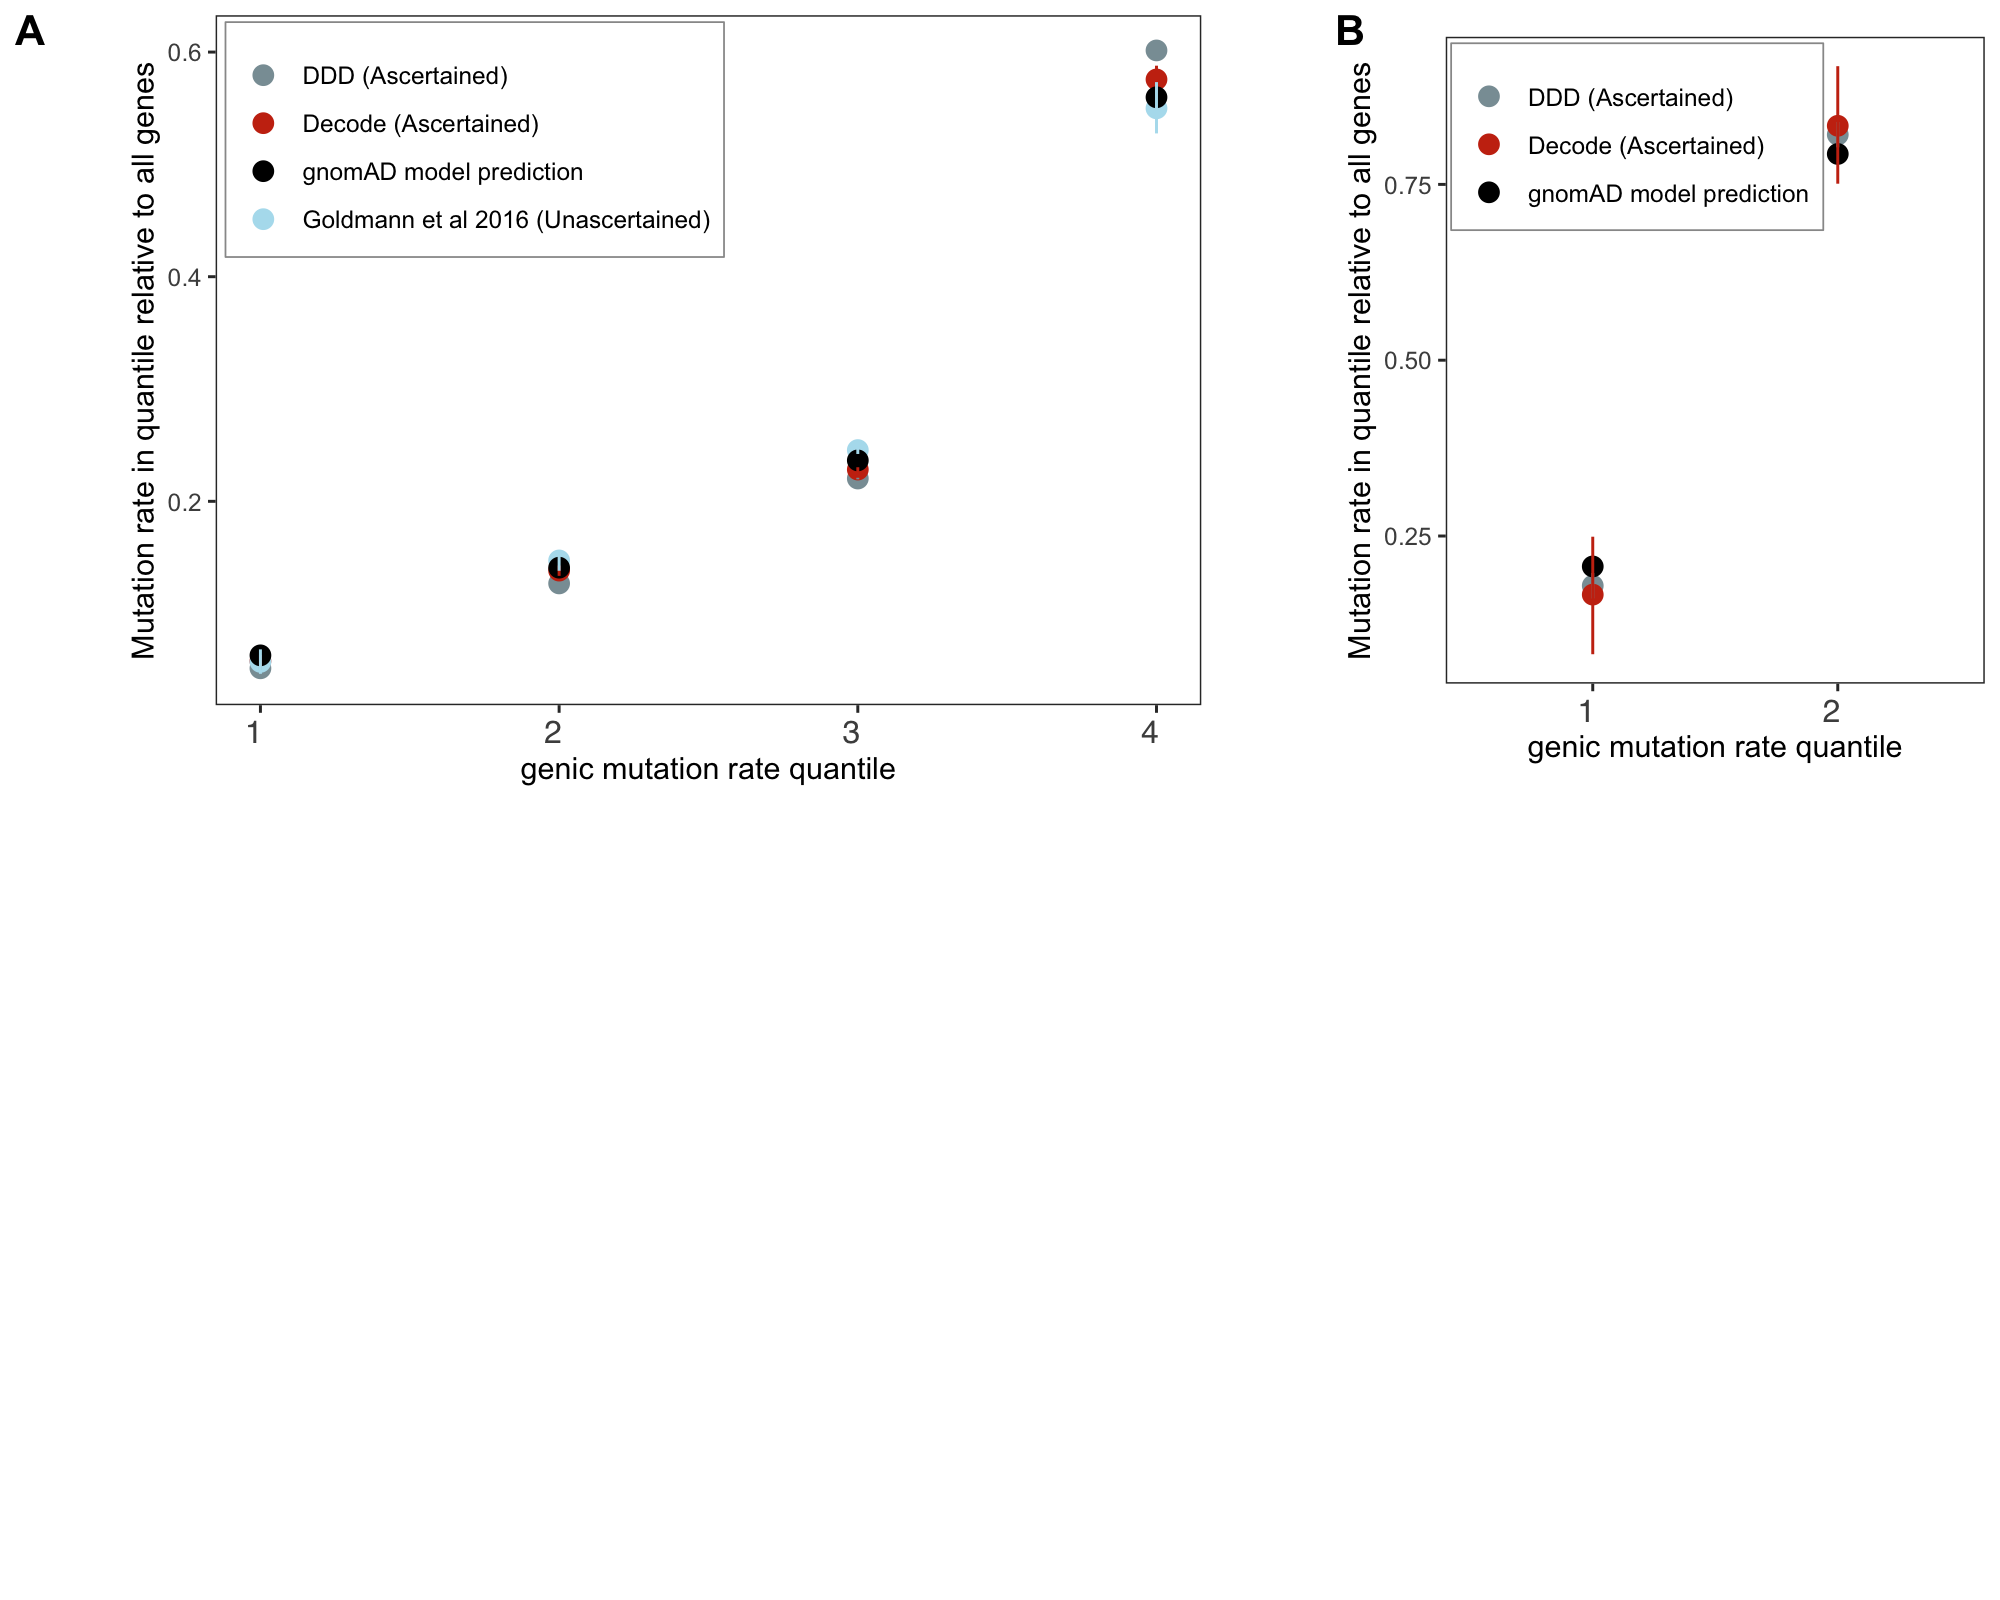 A
Mutation rate in quantile relative to all genes
0.6
0.4
0.2
DDD (Ascertained)
Decode (Ascertained)
gnomAD model prediction
Goldmann et al 2016 (Unascertained)
1 2 3 4
genic mutation rate quantile
B
Mutation rate in quantile relative to all genes
0.75
0.50
0.25
DDD (Ascertained)
Decode (Ascertained)
gnomAD model prediction
1 2
genic mutation rate quantile